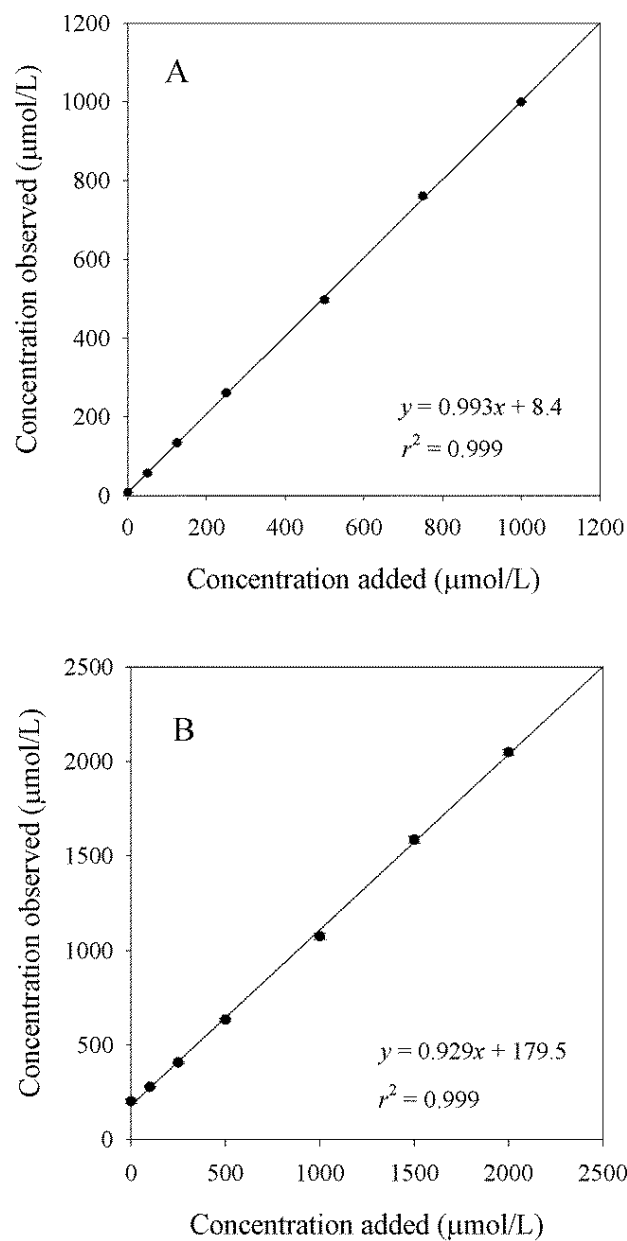 A
Concentration observed (μmol/L)
1200
1000
800
600
400
200
0
y = 0.993x + 8.4
r² = 0.999
0 200 400 600 800 1000 1200
Concentration added (μmol/L)
B
Concentration observed (μmol/L)
2500
2000
1500
1000
500
0
y = 0.929x + 179.5
r² = 0.999
0 500 1000 1500 2000 2500
Concentration added (μmol/L)